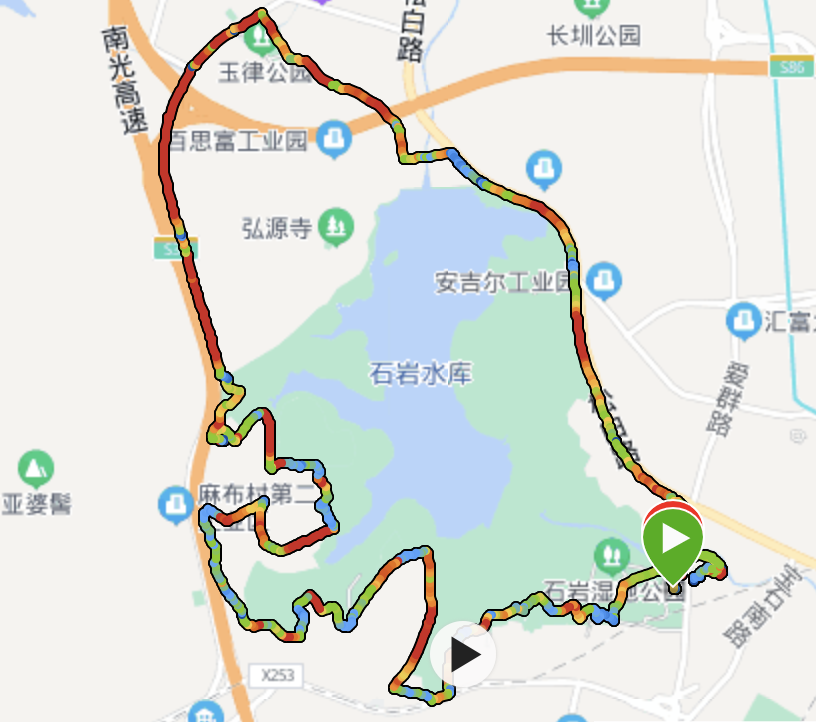 松白路
长圳公园
南光高速
玉律公园
S86
百思富工业园
弘源寺
安吉尔工业园
汇富
石岩水库
爱群路
亚婆髻
麻布村第二
业园
石岩湿地公园
宝石南路
X253